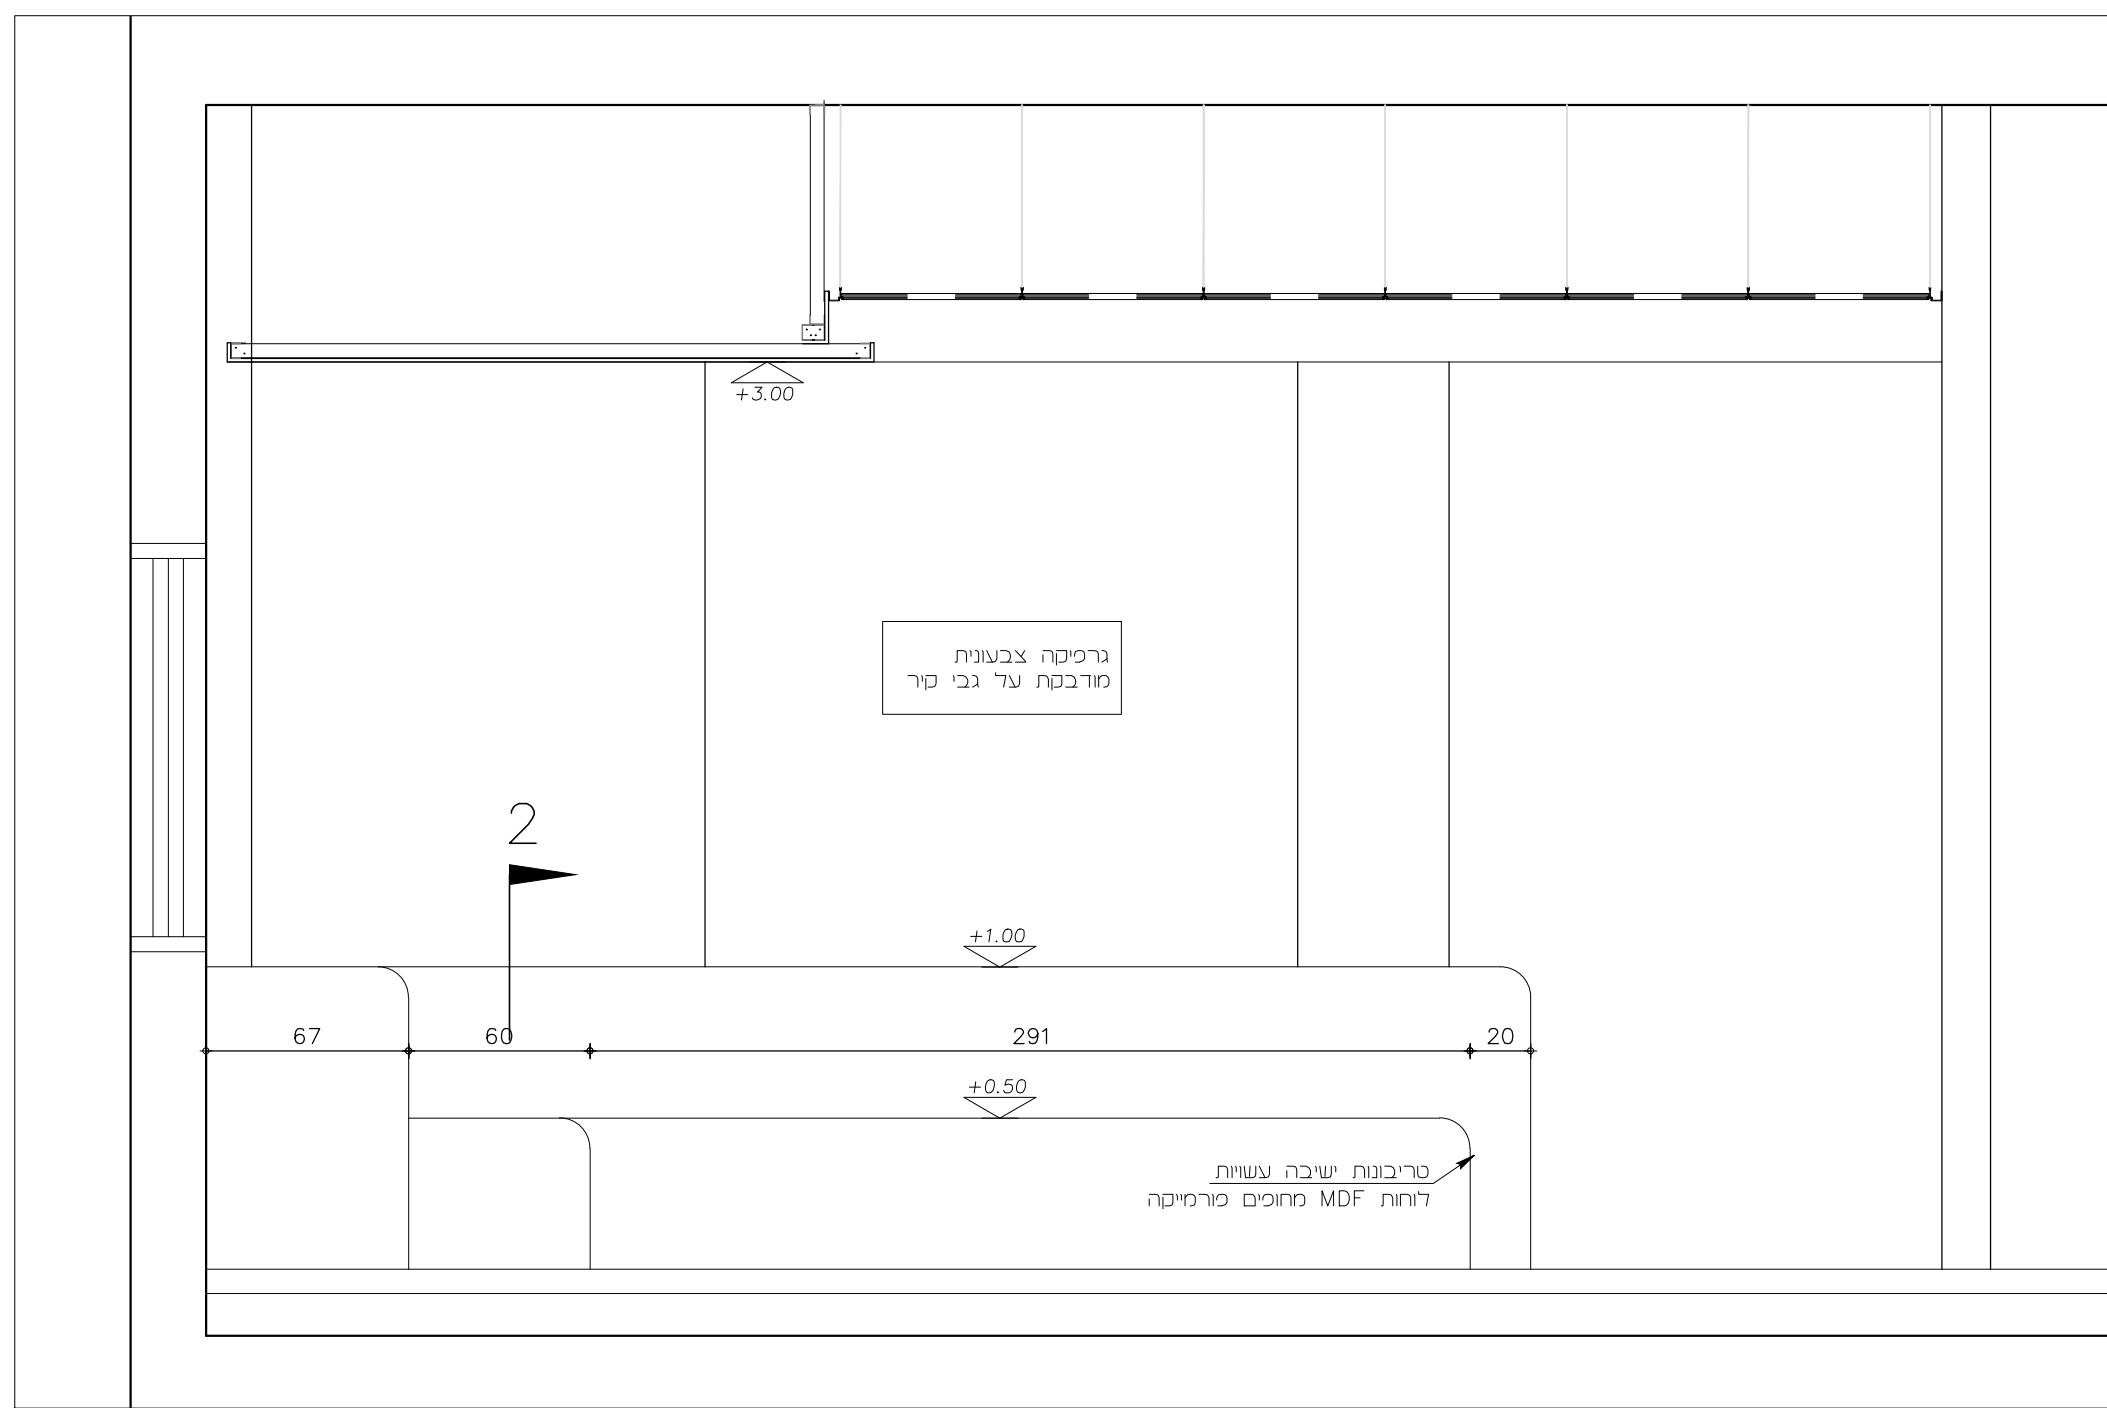 +3.00
גרפיקה צבעונית
מודבקת על גבי קיר
2
+1.00
67
60
291
20
+0.50
טריבונות ישיבה עשויות
לוחות MDF מחופים פורמייקה